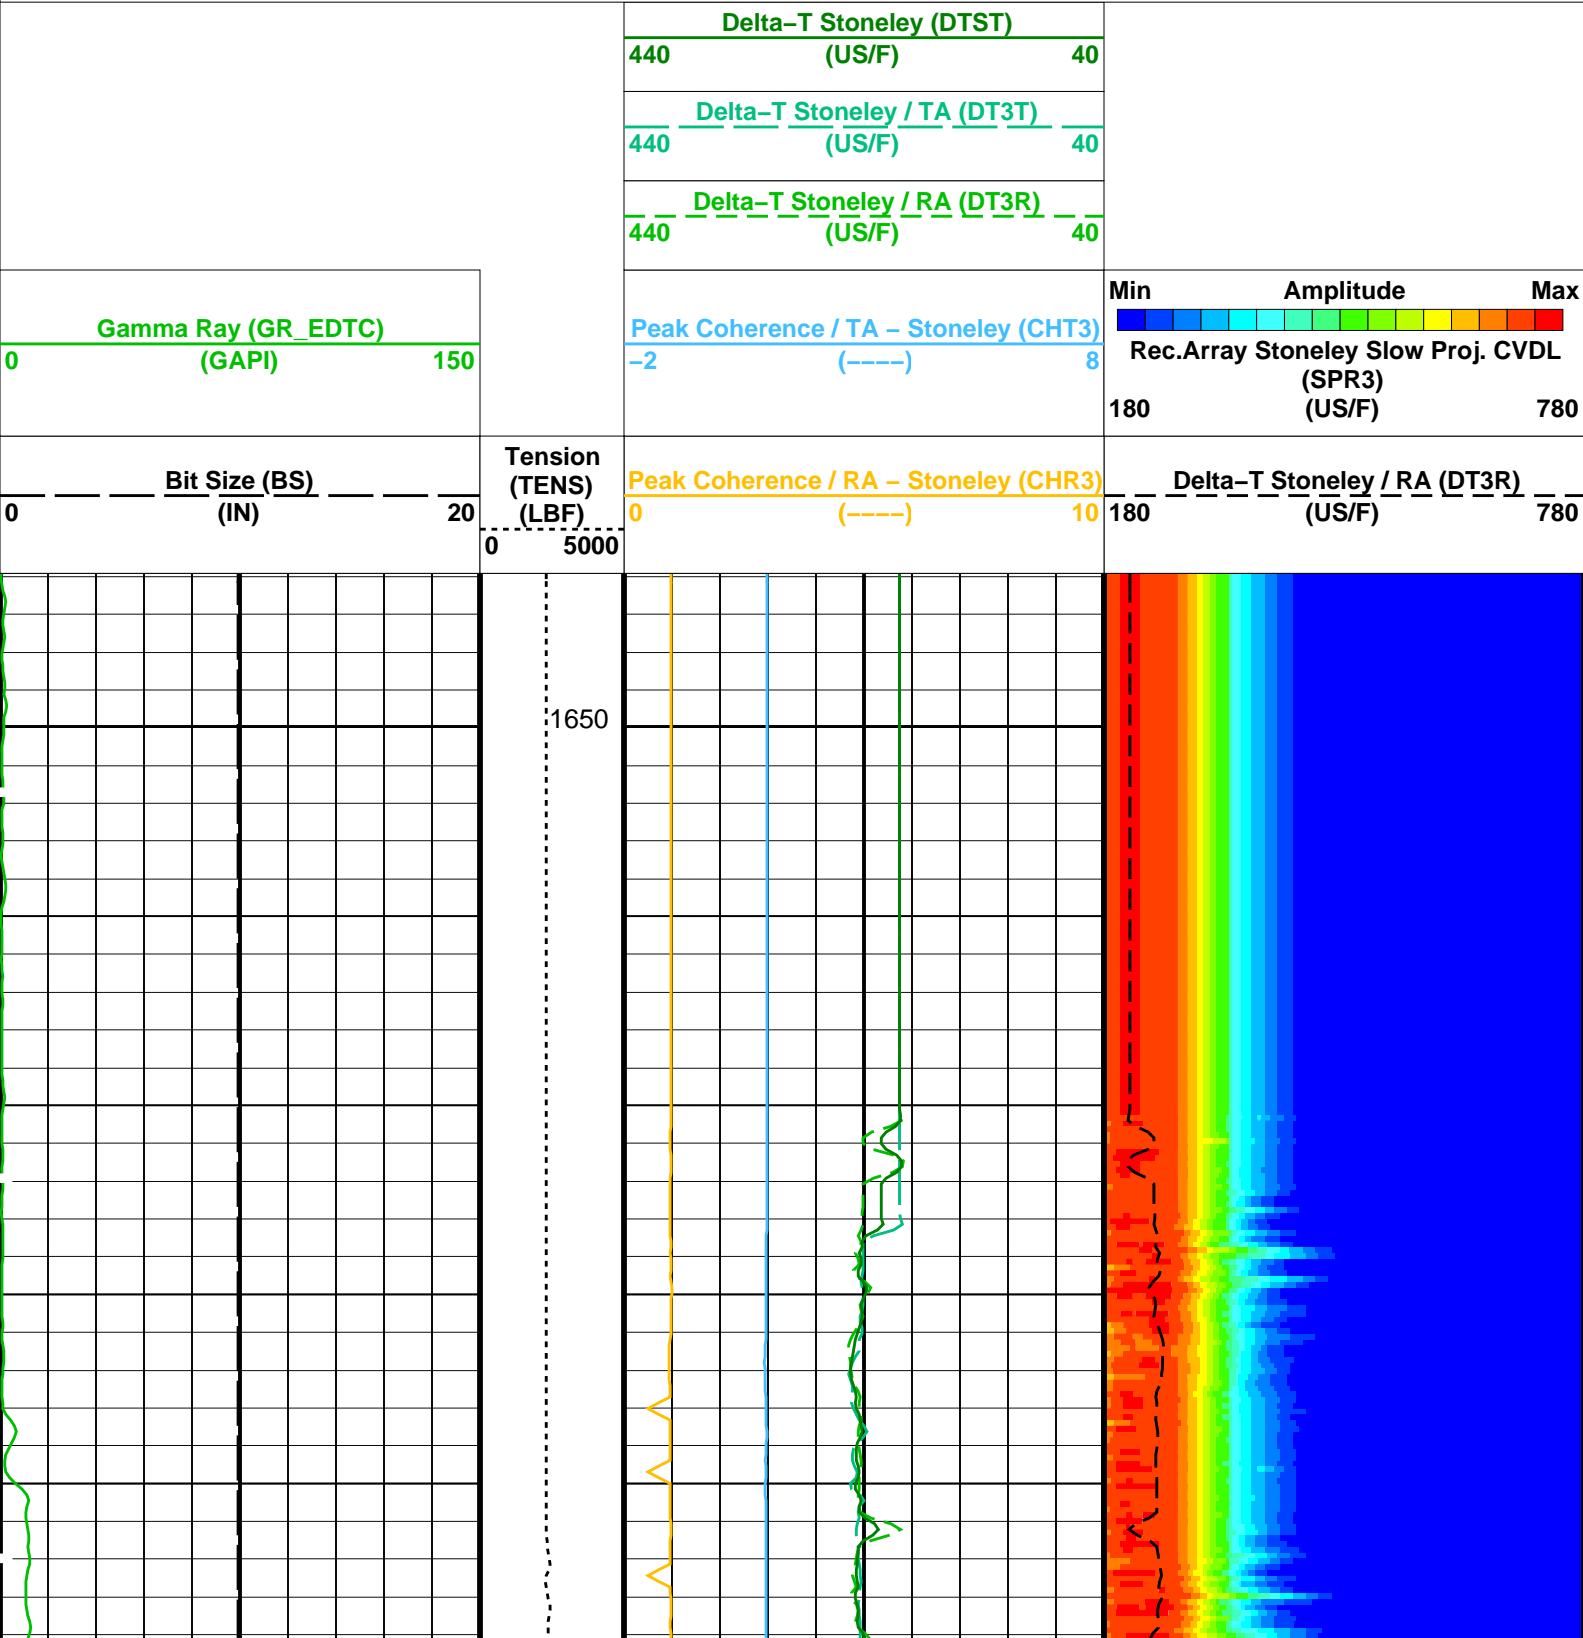 Delta–T Stoneley (DTST)
440 (US/F) 40
Delta–T Stoneley / TA (DT3T)
440 (US/F) 40
Delta–T Stoneley / RA (DT3R)
440 (US/F) 40
Gamma Ray (GR_EDTC)
0 (GAPI) 150
Peak Coherence / TA – Stoneley (CHT3)
–2 (––––) 8
Min Amplitude Max
Rec.Array Stoneley Slow Proj. CVDL
(SPR3)
180 (US/F) 780
Bit Size (BS)
0 (IN) 20
Tension
(TENS)
(LBF)
0 5000
Peak Coherence / RA – Stoneley (CHR3)
0 (––––) 10
Delta–T Stoneley / RA (DT3R)
180 (US/F) 780
1650